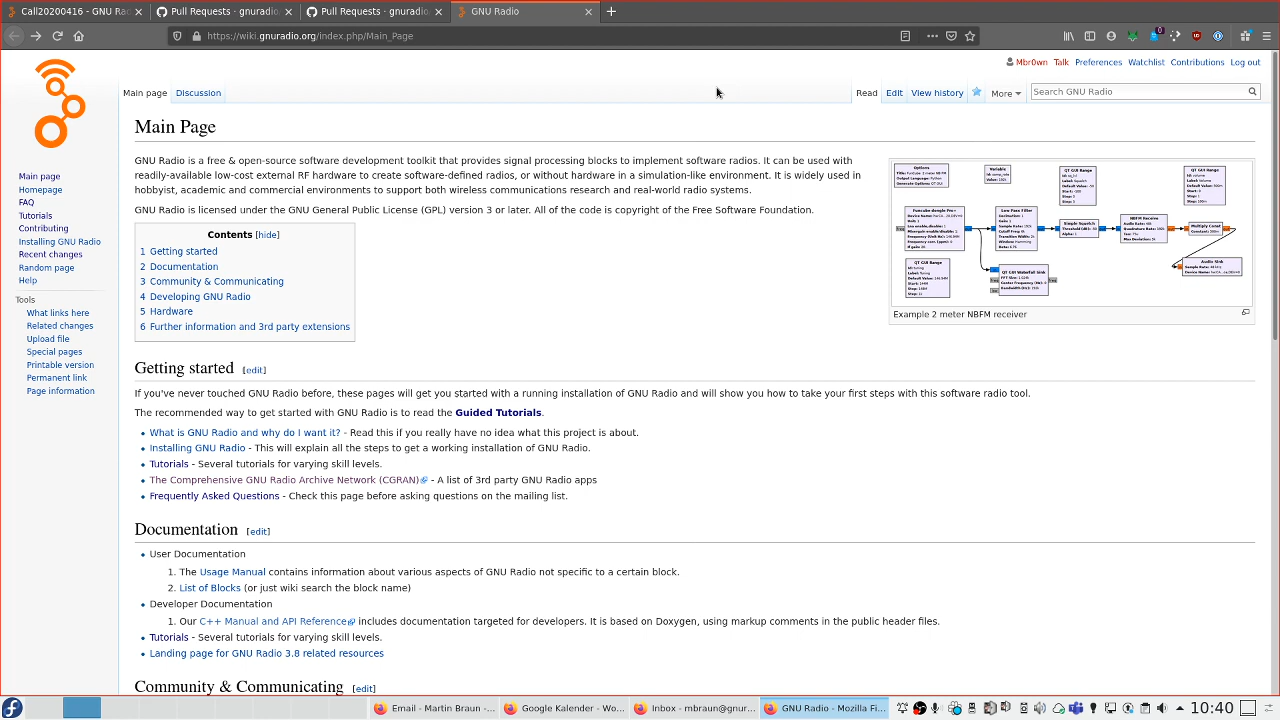 Call20200416 - GNU Rac
Pull Requests · gnuradio
Pull Requests · gnuradio
GNU Radio
https://wiki.gnuradio.org/index.php/Main_Page
Mbr0wn Talk Preferences Watchlist Contributions Log out
Main page Discussion Read Edit View history More Search GNU Radio
Main page
Homepage
FAQ
Tutorials
Contributing
Installing GNU Radio
Recent changes
Random page
Help
Tools
What links here
Related changes
Upload file
Special pages
Printable version
Permanent link
Page information
Main Page
GNU Radio is a free & open-source software development toolkit that provides signal processing blocks to implement software radios. It can be used with
readily-available low-cost external RF hardware to create software-defined radios, or without hardware in a simulation-like environment. It is widely used in
hobbyist, academic, and commercial environments to support both wireless communications research and real-world radio systems.
GNU Radio is licensed under the GNU General Public License (GPL) version 3 or later. All of the code is copyright of the Free Software Foundation.
Example 2 meter NBFM receiver
Contents [hide]
1 Getting started
2 Documentation
3 Community & Communicating
4 Developing GNU Radio
5 Hardware
6 Further information and 3rd party extensions
Getting started [edit]
If you've never touched GNU Radio before, these pages will get you started with a running installation of GNU Radio and will show you how to take your first steps with this software radio tool.
The recommended way to get started with GNU Radio is to read the Guided Tutorials.
What is GNU Radio and why do I want it? - Read this if you really have no idea what this project is about.
Installing GNU Radio - This will explain all the steps to get a working installation of GNU Radio.
Tutorials - Several tutorials for varying skill levels.
The Comprehensive GNU Radio Archive Network (CGRAN) - A list of 3rd party GNU Radio apps
Frequently Asked Questions - Check this page before asking questions on the mailing list.
Documentation [edit]
User Documentation
1. The Usage Manual contains information about various aspects of GNU Radio not specific to a certain block.
2. List of Blocks (or just wiki search the block name)
Developer Documentation
1. Our C++ Manual and API Reference includes documentation targeted for developers. It is based on Doxygen, using markup comments in the public header files.
Tutorials - Several tutorials for varying skill levels.
Landing page for GNU Radio 3.8 related resources
Community & Communicating [edit]
Email - Martin Braun -...
Google Kalender - Wo...
Inbox - mbraun@gnur...
GNU Radio - Mozilla Fi...
10:40